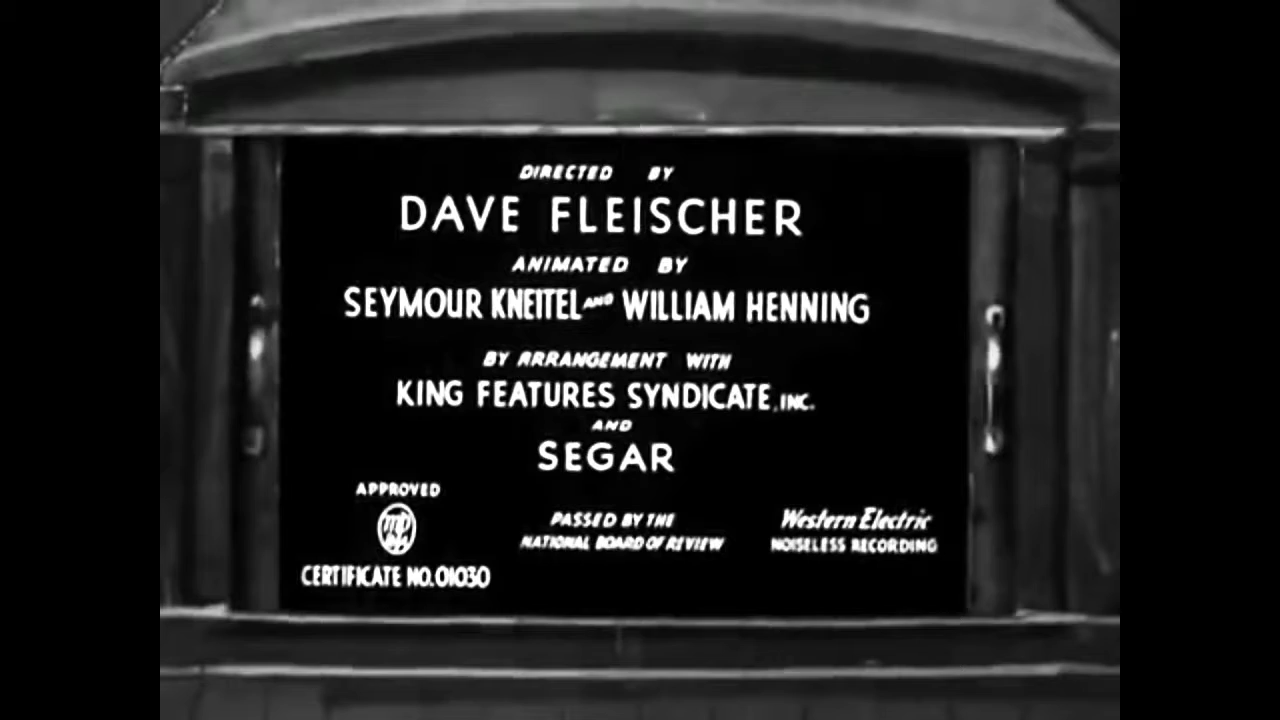 DIRECTED BY
DAVE FLEISCHER
ANIMATED BY
SEYMOUR KNEITEL AND WILLIAM HENNING
BY ARRANGEMENT WITH
KING FEATURES SYNDICATE, INC.
AND
SEGAR
APPROVED
CERTIFICATE NO. 01030
PASSED BY THE
NATIONAL BOARD OF REVIEW
Western Electric
NOISELESS RECORDING